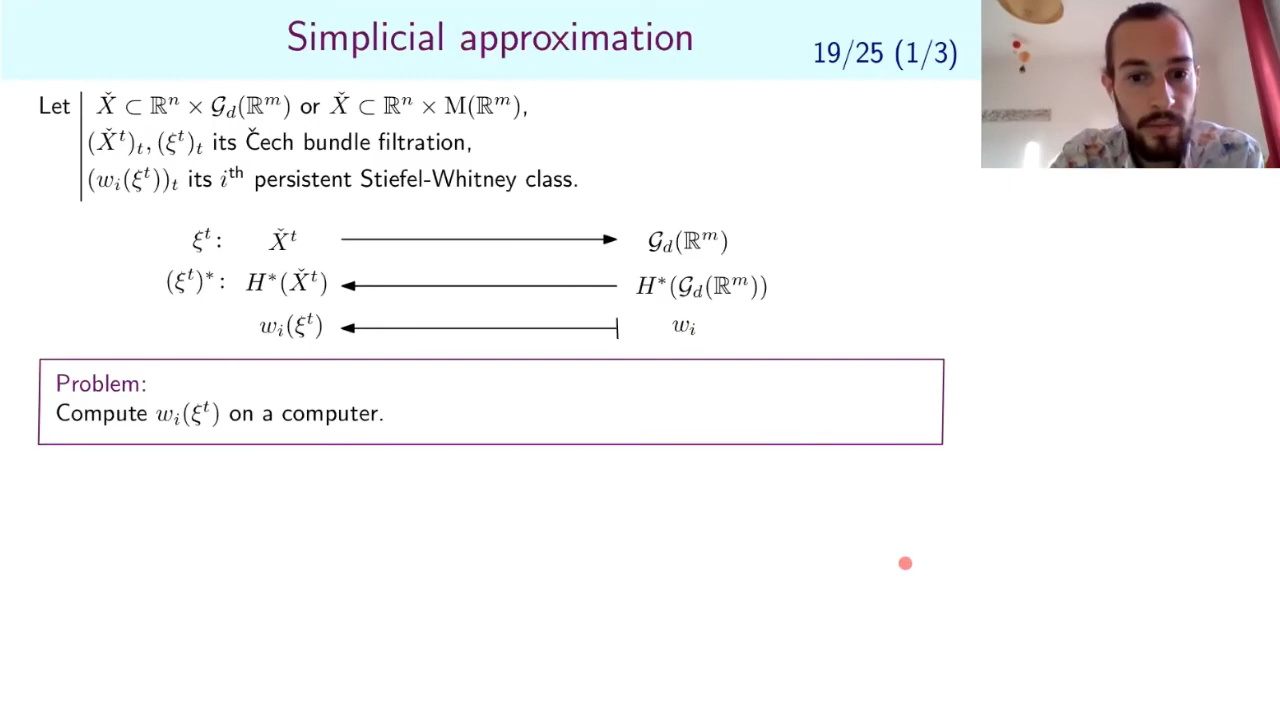 Simplicial approximation
19/25 (1/3)
Let X̌ ⊂ ℝⁿ × 𝒢_d(ℝᵐ) or X̌ ⊂ ℝⁿ × M(ℝᵐ),
(X̌ᵗ)_t, (ξᵗ)_t its Čech bundle filtration,
(w_i(ξᵗ))_t its iᵗʰ persistent Stiefel-Whitney class.
ξᵗ: X̌ᵗ ⟶ 𝒢_d(ℝᵐ)
(ξᵗ)*: H*(X̌ᵗ) ⟵ H*(𝒢_d(ℝᵐ))
w_i(ξᵗ) ⟻ w_i
Problem:
Compute w_i(ξᵗ) on a computer.